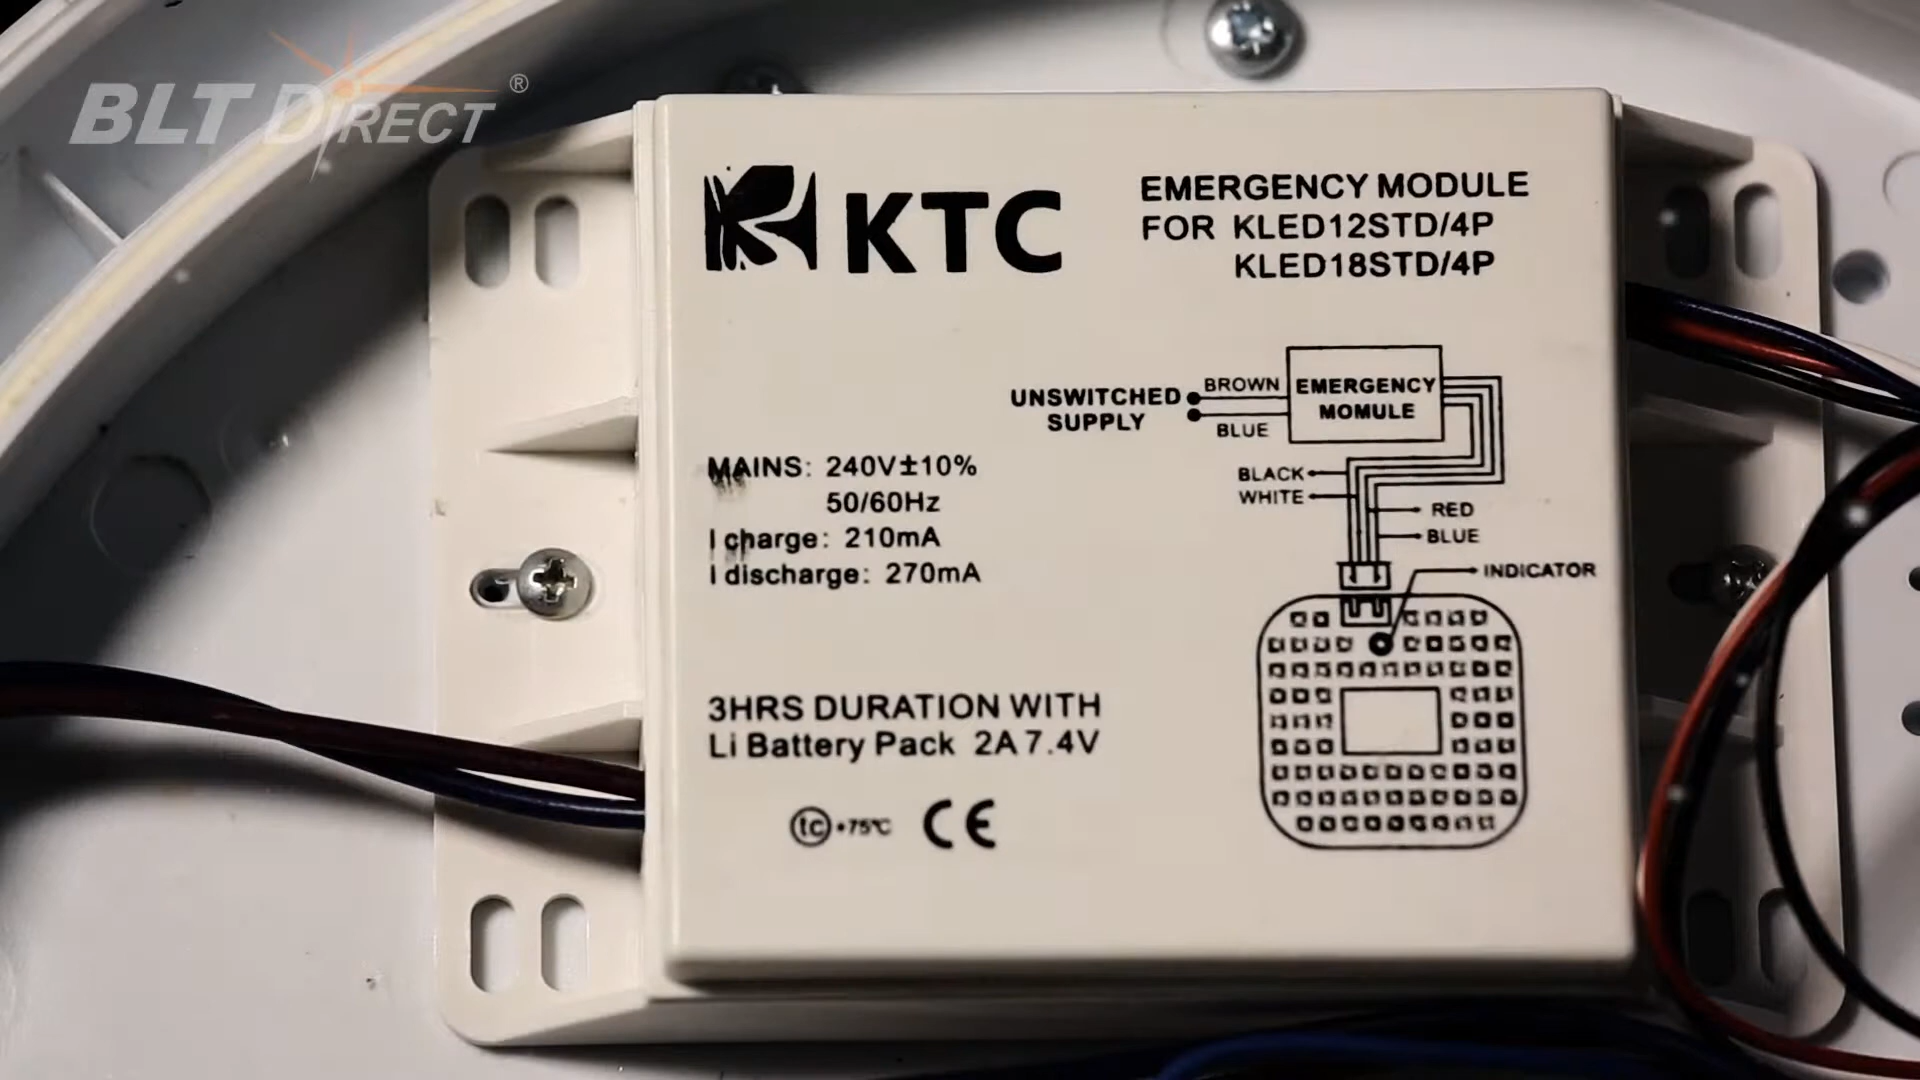 BLT DIRECT®
KTC
EMERGENCY MODULE
FOR KLED12STD/4P
KLED18STD/4P
UNSWITCHED
SUPPLY
BROWN
BLUE
EMERGENCY
MOMULE
BLACK
WHITE
RED
BLUE
INDICATOR
MAINS: 240V±10%
50/60Hz
I charge: 210mA
I discharge: 270mA
3HRS DURATION WITH
Li Battery Pack 2A 7.4V
tc •75℃ CE